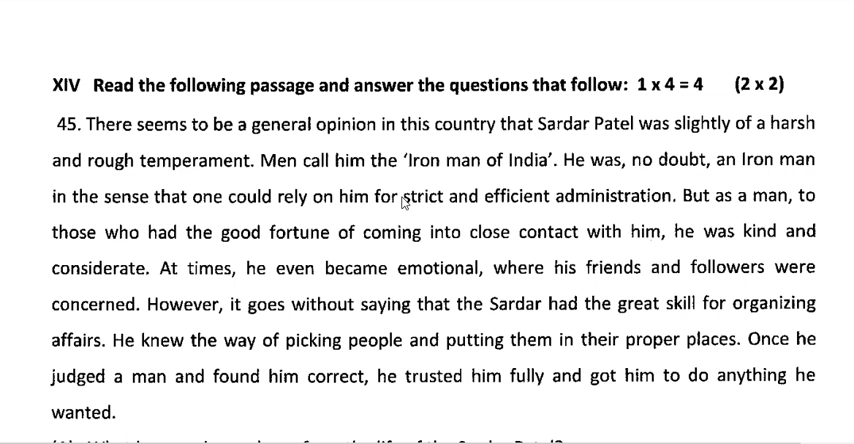 XIV Read the following passage and answer the questions that follow: 1 x 4 = 4 (2 x 2)
45. There seems to be a general opinion in this country that Sardar Patel was slightly of a harsh
and rough temperament. Men call him the ‘Iron man of India’. He was, no doubt, an Iron man
in the sense that one could rely on him for strict and efficient administration. But as a man, to
those who had the good fortune of coming into close contact with him, he was kind and
considerate. At times, he even became emotional, where his friends and followers were
concerned. However, it goes without saying that the Sardar had the great skill for organizing
affairs. He knew the way of picking people and putting them in their proper places. Once he
judged a man and found him correct, he trusted him fully and got him to do anything he
wanted.